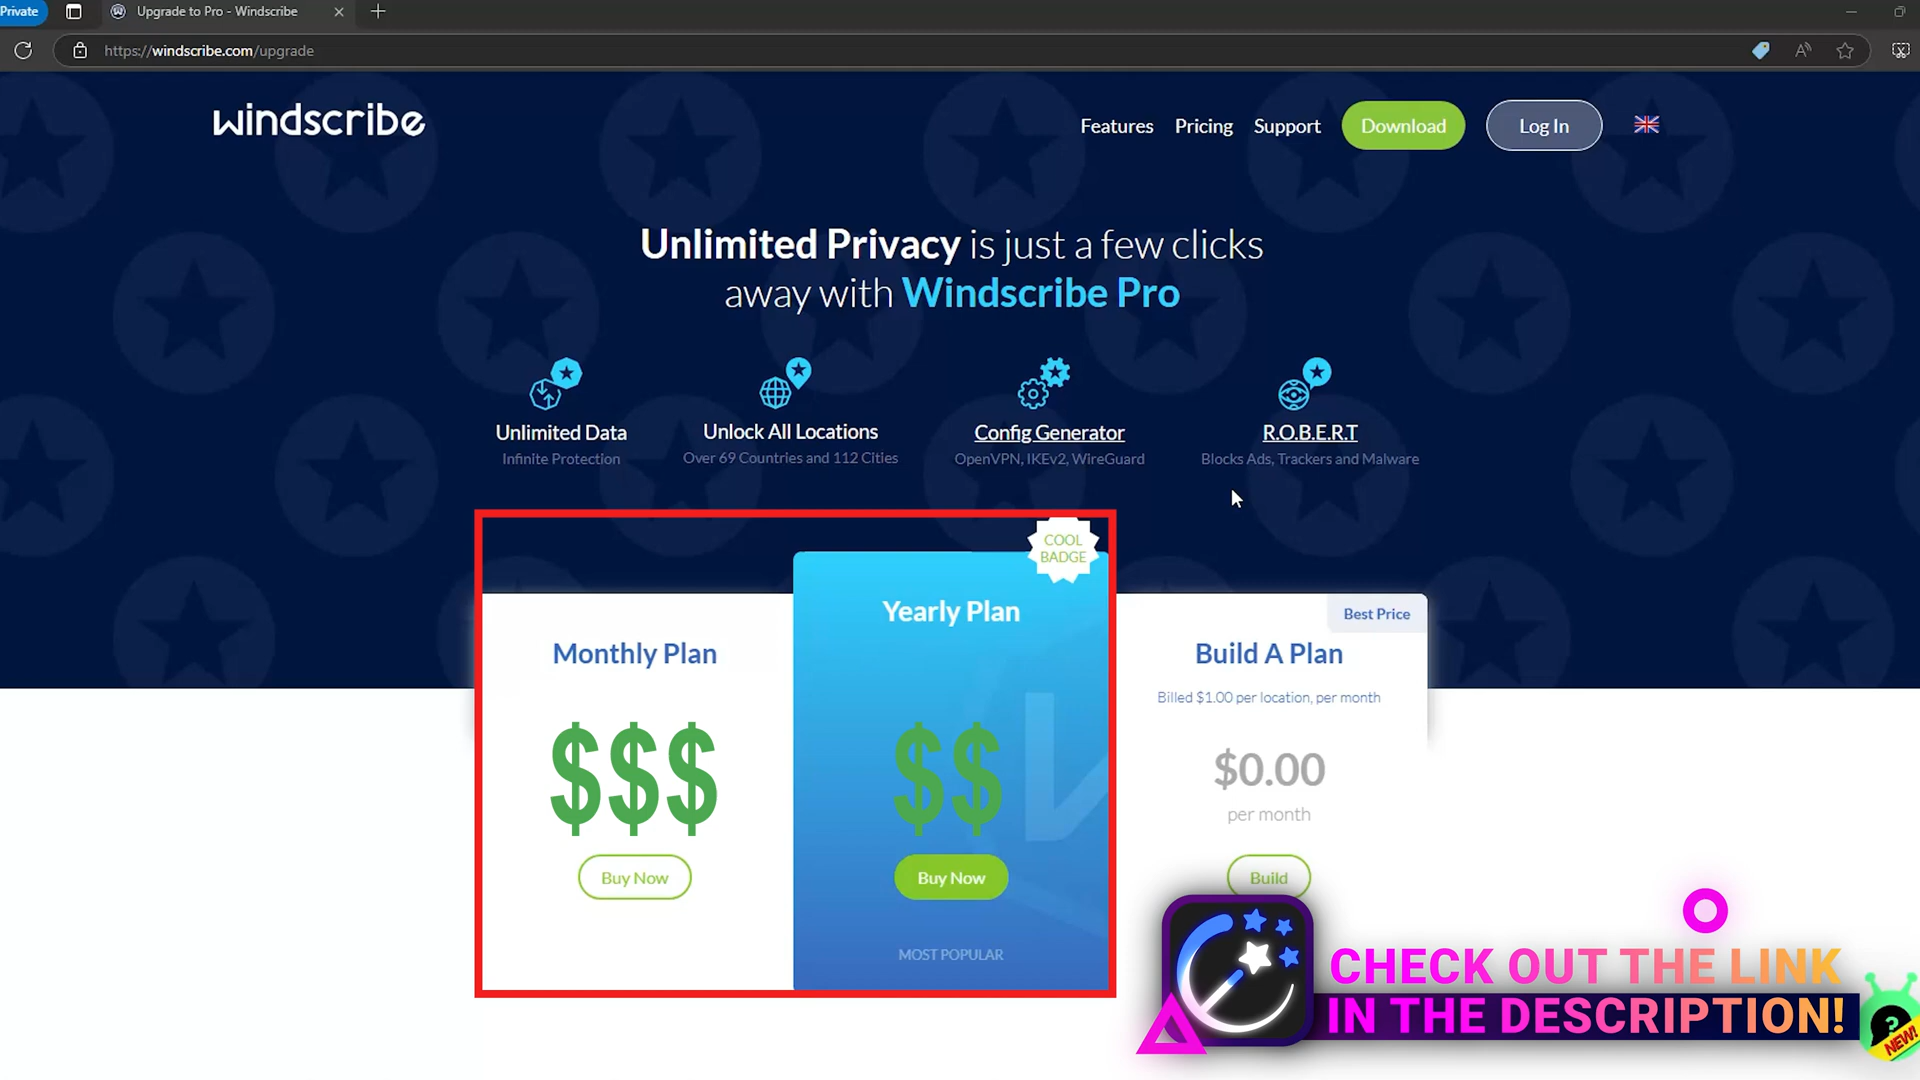 Private
Upgrade to Pro - Windscribe
https://windscribe.com/upgrade
windscribe
Features
Pricing
Support
Download
Log In
Unlimited Privacy is just a few clicks
away with Windscribe Pro
Unlimited Data
Infinite Protection
Unlock All Locations
Over 69 Countries and 112 Cities
Config Generator
OpenVPN, IKEv2, WireGuard
R.O.B.E.R.T
Blocks Ads, Trackers and Malware
COOL
BADGE
Monthly Plan
$$$
Buy Now
Yearly Plan
$$
Buy Now
MOST POPULAR
Best Price
Build A Plan
Billed $1.00 per location, per month
$0.00
per month
Build
CHECK OUT THE LINK
IN THE DESCRIPTION!
?
NEW!